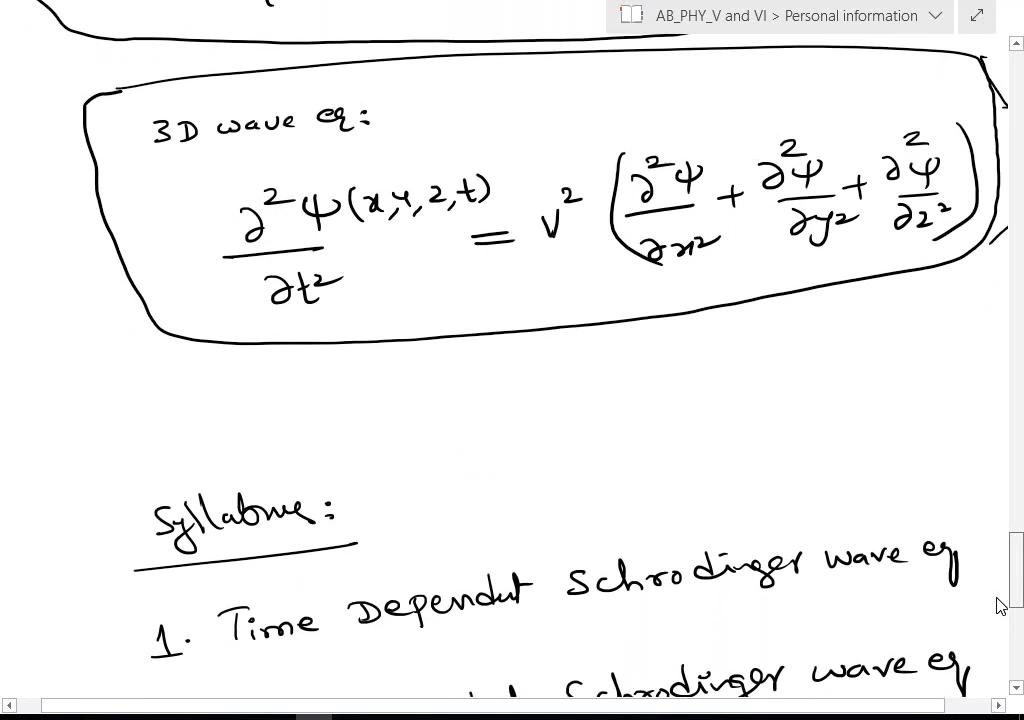 AB_PHY_V and VI > Personal information
3D wave eq:
∂²ψ(x,y,z,t)/∂t² = v² (∂²ψ/∂x² + ∂²ψ/∂y² + ∂²ψ/∂z²)
Syllabus:
1. Time Dependent Schrodinger wave eq
Schrodinger wave eq